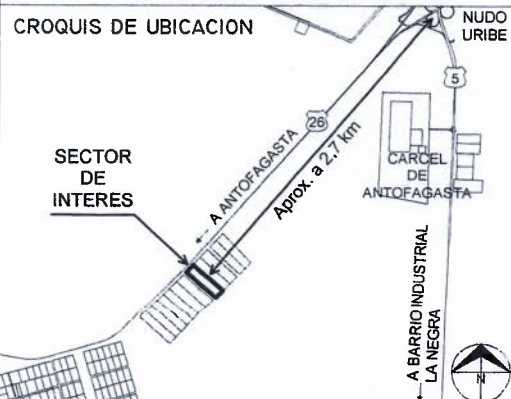 CROQUIS DE UBICACION
NUDO
URIBE
5
26
SECTOR
DE
INTERES
A ANTOFAGASTA
Aprox. a 2,7 km
CARCEL
DE
ANTOFAGASTA
A BARRIO INDUSTRIAL
LA NEGRA
N